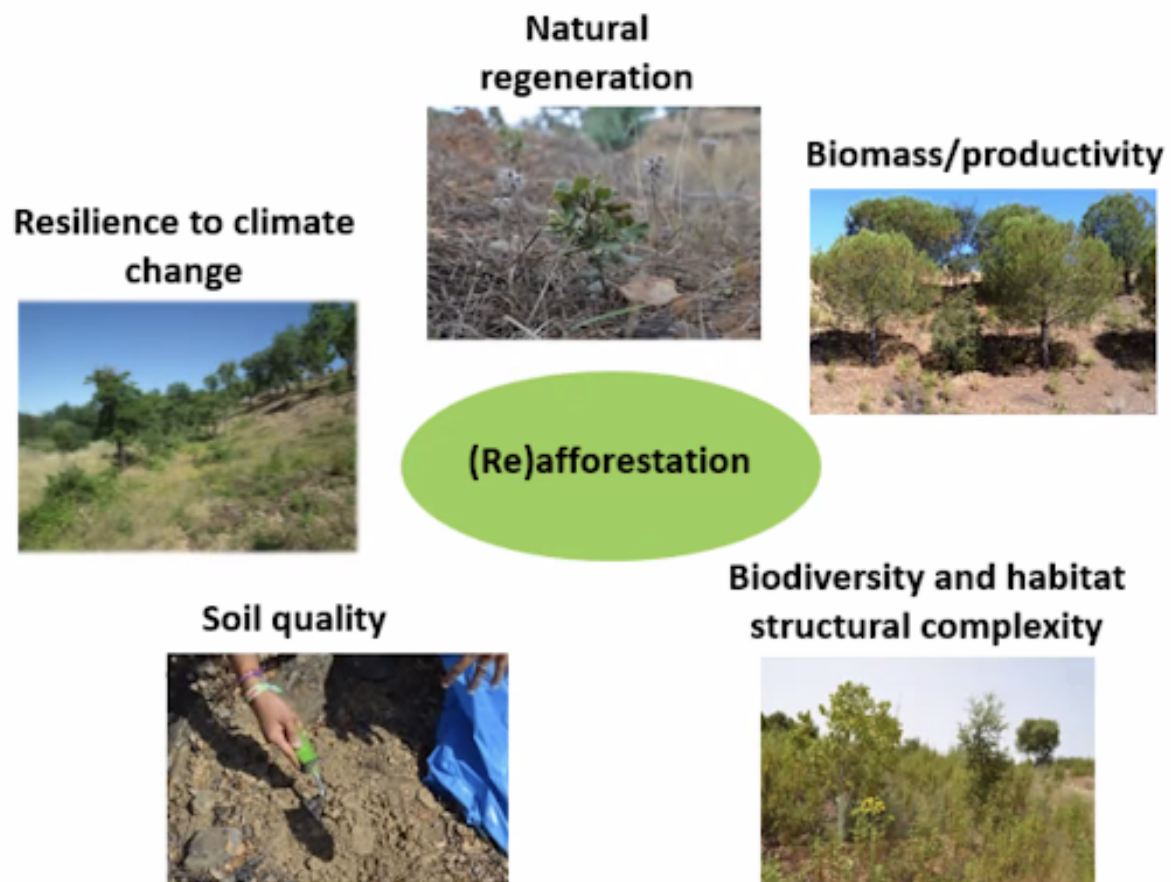 Natural
regeneration
Biomass/productivity
Resilience to climate
change
(Re)afforestation
Biodiversity and habitat
structural complexity
Soil quality